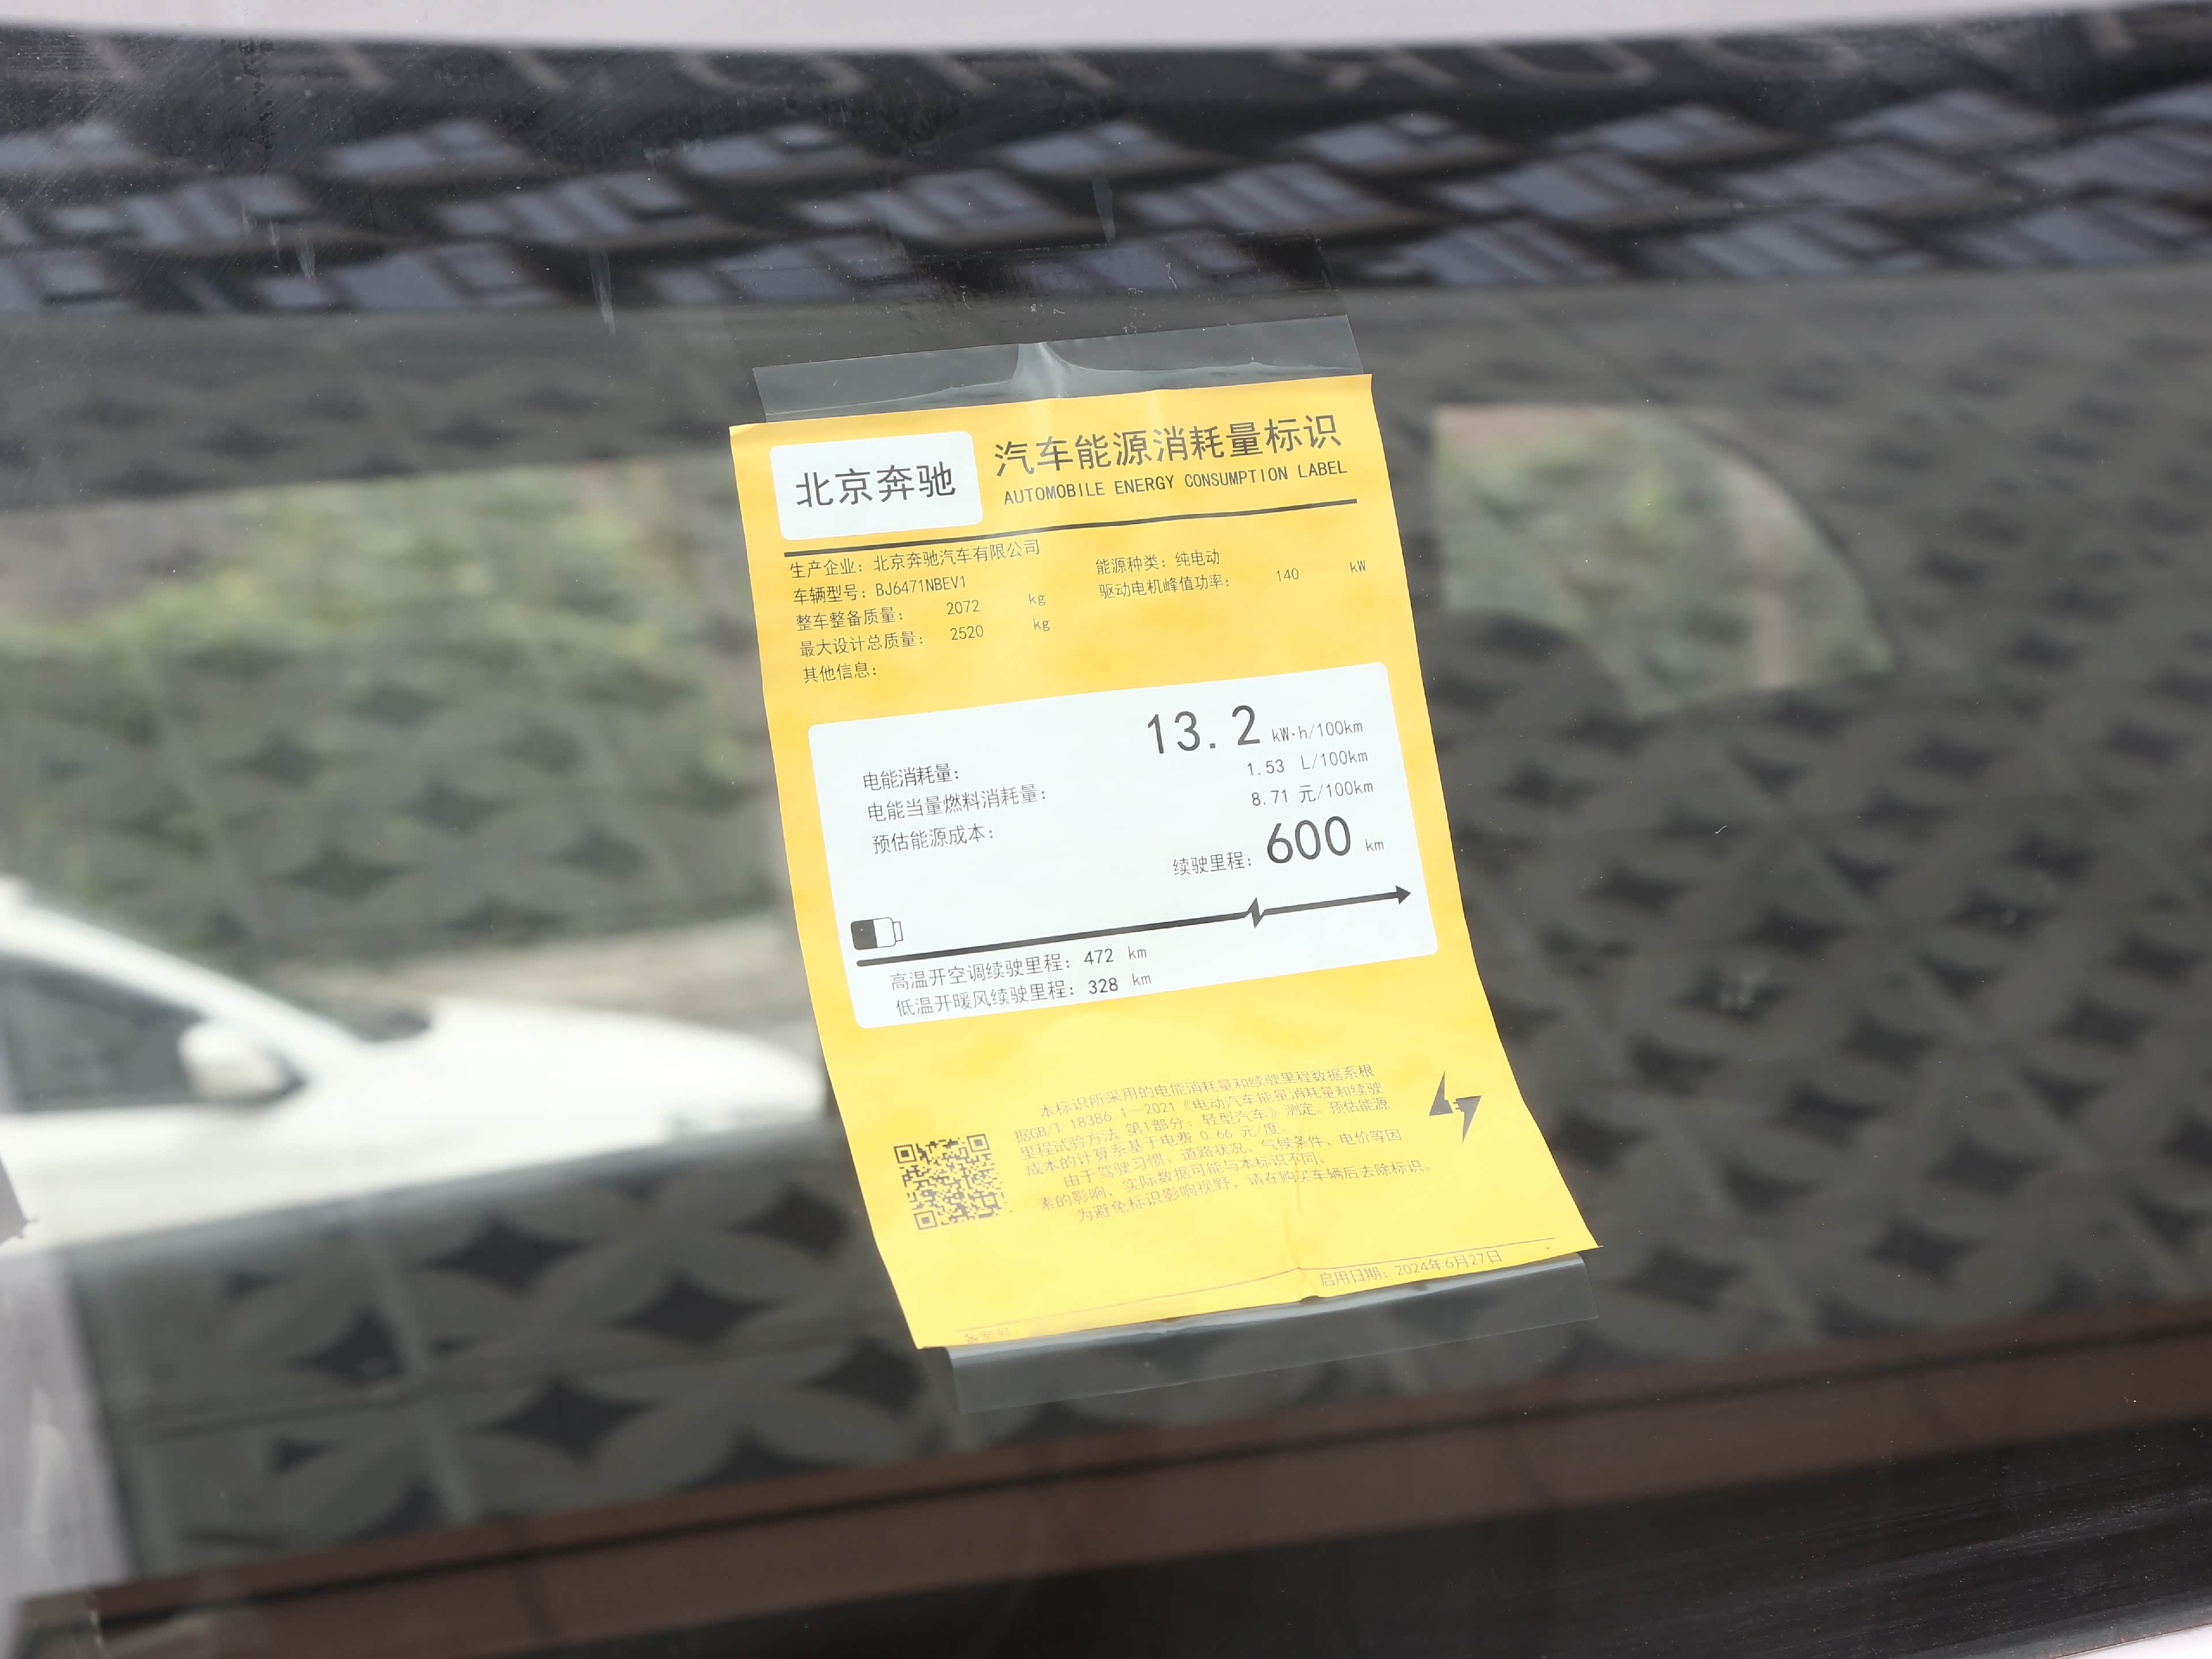 北京奔驰
汽车能源消耗量标识
AUTOMOBILE ENERGY CONSUMPTION LABEL
生产企业：北京奔驰汽车有限公司
车辆型号：BJ6471NBEV1
整车整备质量： 2072 kg
最大设计总质量： 2520 kg
其他信息：
能源种类：纯电动
驱动电机峰值功率： 140 kW
电能消耗量： 13.2 kW·h/100km
电能当量燃料消耗量： 1.53 L/100km
预估能源成本： 8.71 元/100km
续驶里程：600 km
高温开空调续驶里程：472 km
低温开暖风续驶里程：328 km
本标识所采用的电能消耗量和续驶里程数据系根
据GB/T 18386.1—2021《电动汽车能量消耗量和续驶
里程试验方法 第1部分：轻型汽车》测定。预估能源
成本的计算系基于电费 0.66 元/度。
由于驾驶习惯、道路状况、气候条件、电价等因
素的影响，实际数据可能与本标识不同。
为避免标识影响视野，请在购买车辆后去除标识。
备案号：
启用日期：2024年6月27日